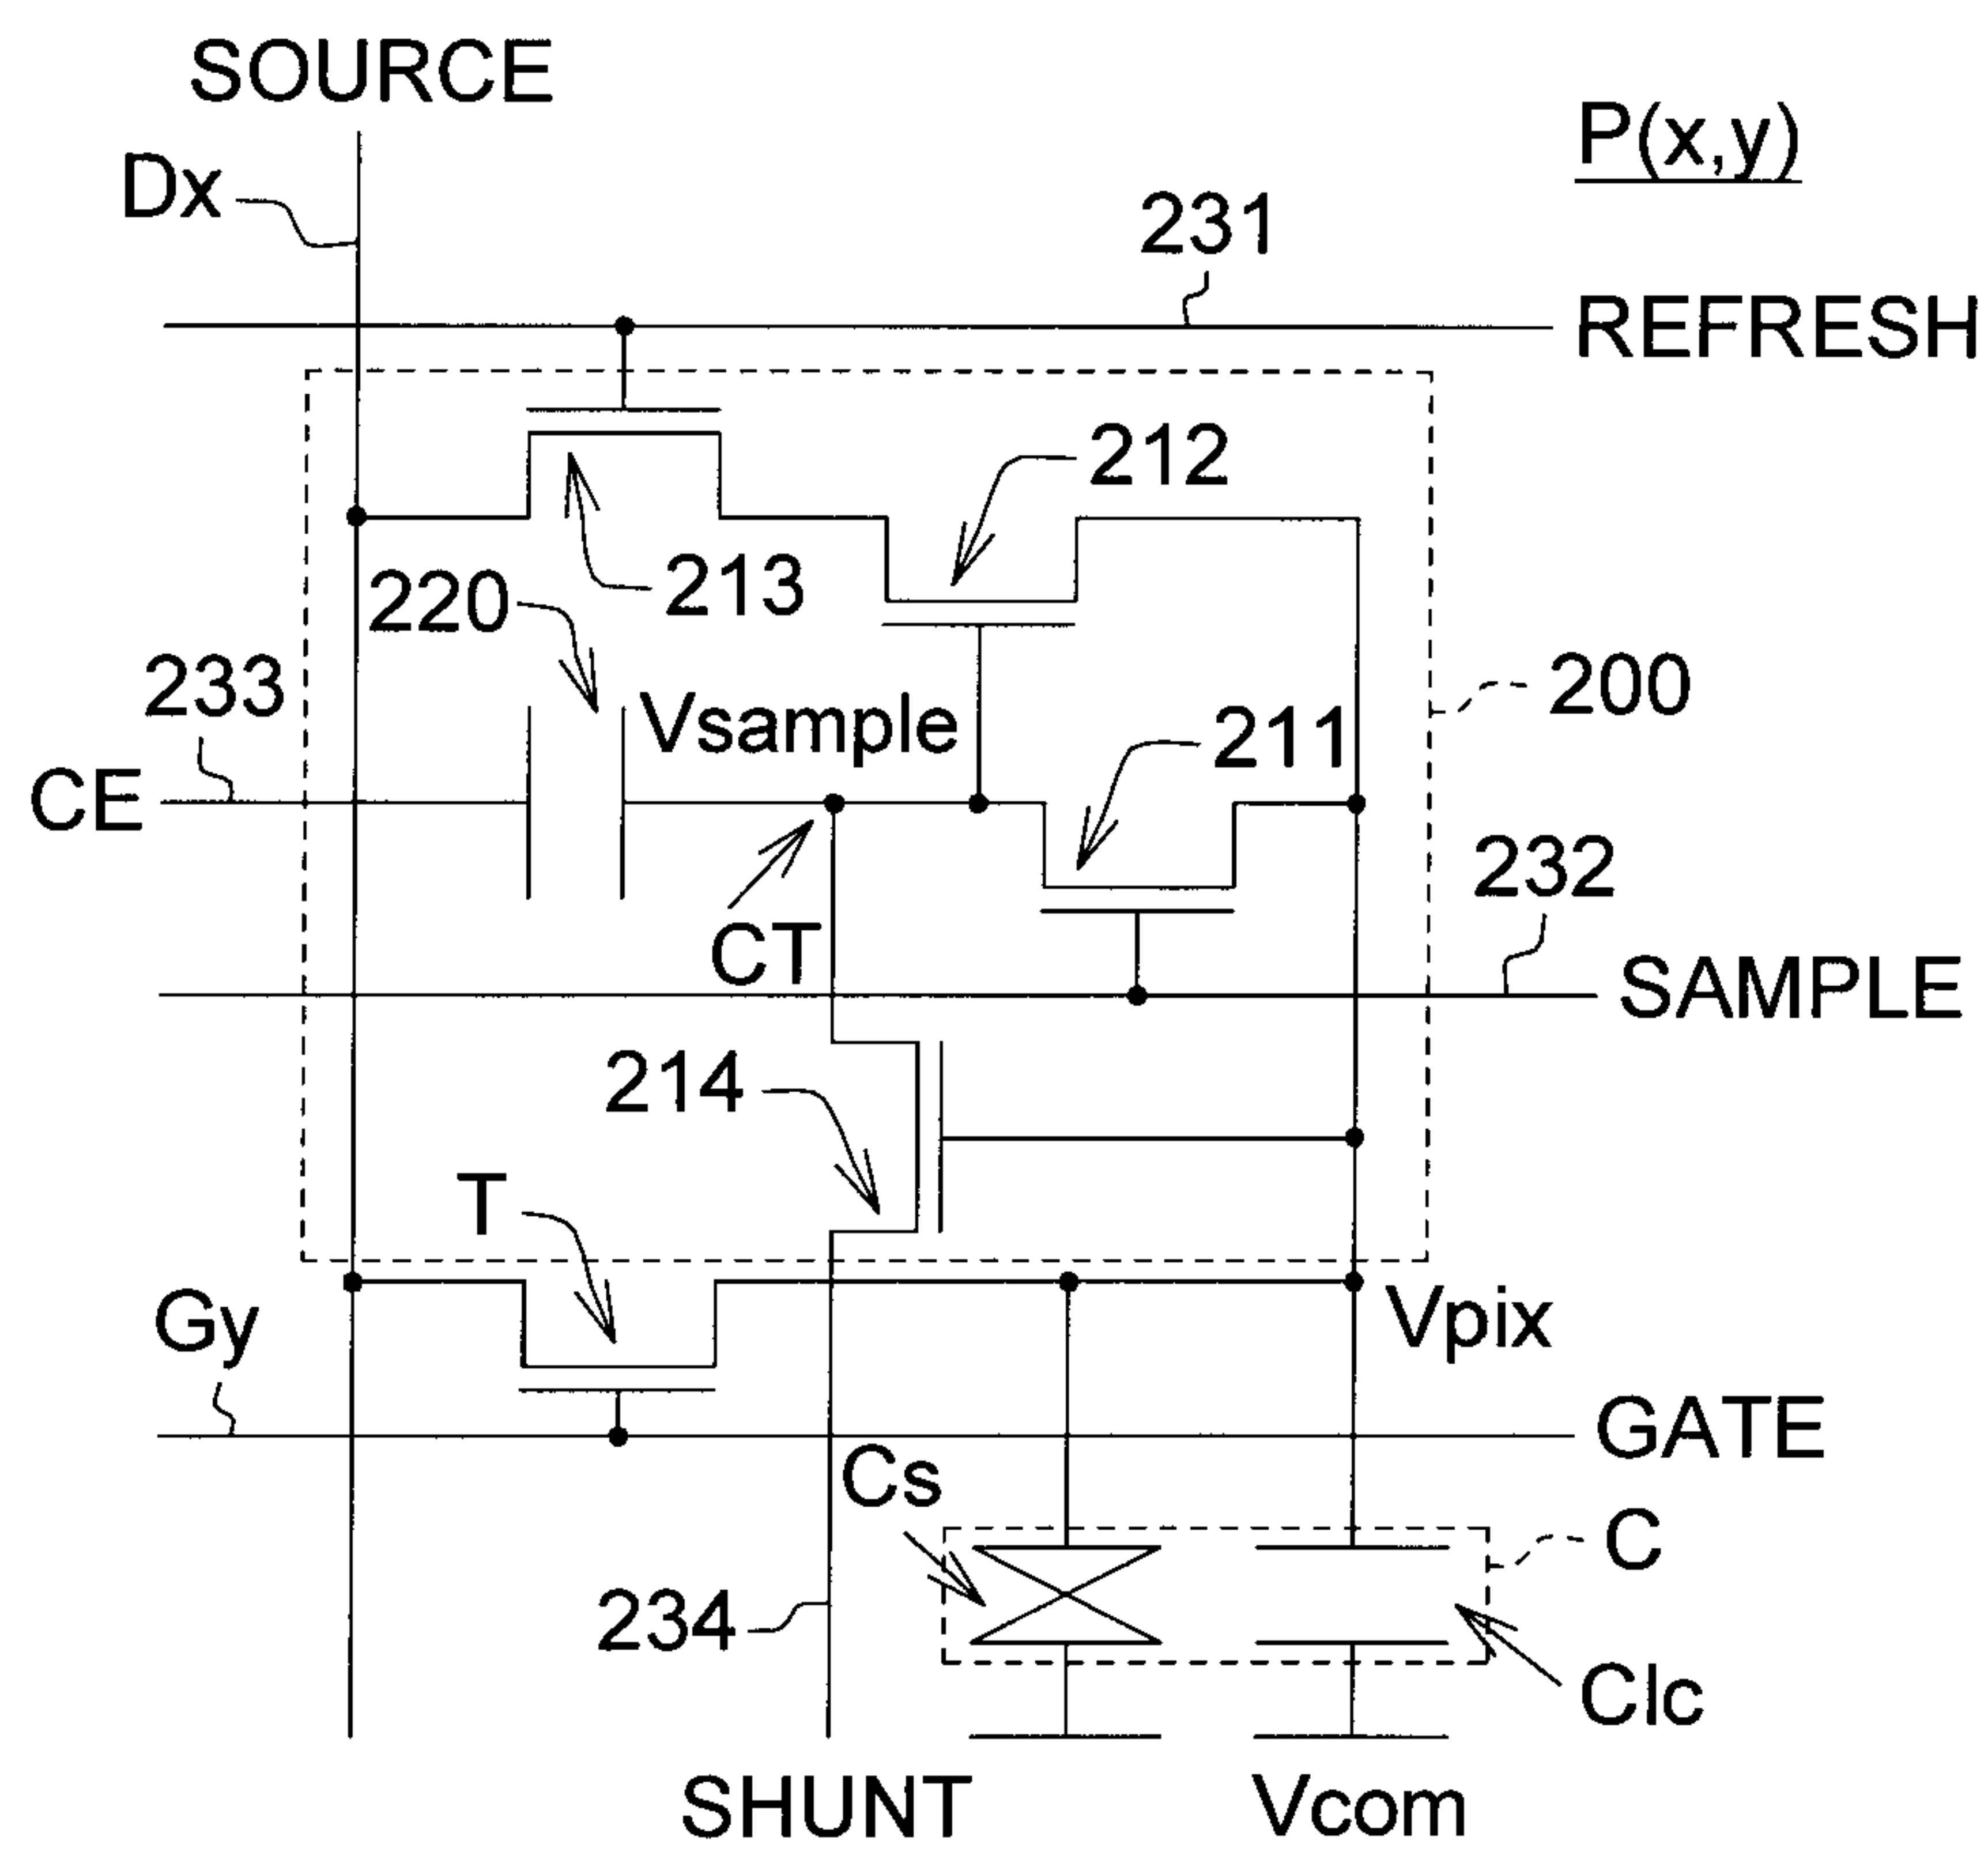 SOURCE
P(x,y)
Dx
231
REFRESH
212
213
220
200
233
Vsample
211
CE
232
CT
SAMPLE
214
T
Gy
Vpix
GATE
Cs
C
234
Clc
SHUNT
Vcom